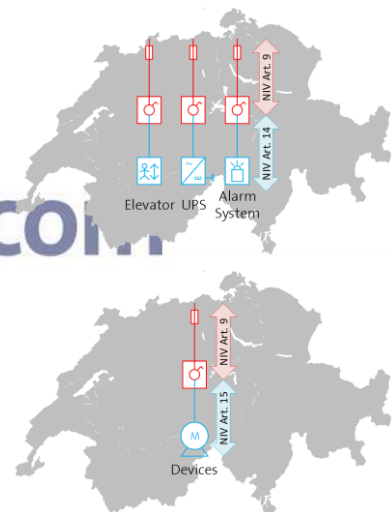 NIV Art. 9
NIV Art. 14
Elevator UPS Alarm
System
com
NIV Art. 9
NIV Art. 15
M
Devices